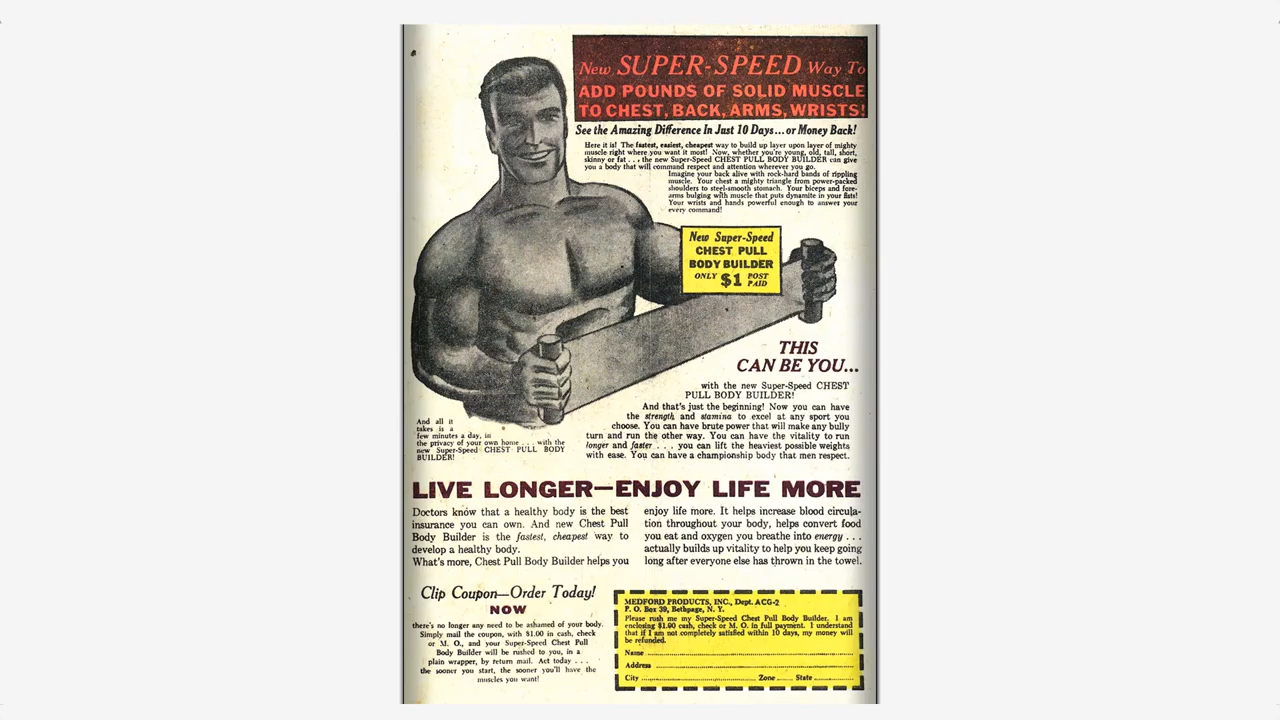 New SUPER-SPEED Way To
ADD POUNDS OF SOLID MUSCLE
TO CHEST, BACK, ARMS, WRISTS!
See the Amazing Difference In Just 10 Days... or Money Back!
Here it is! The fastest, easiest, cheapest way to build up layer upon layer of mighty
muscle right where you want it most! Now, whether you're young, old, tall, short,
skinny or fat . . . the new Super-Speed CHEST PULL BODY BUILDER can give
you a body that will command respect and attention wherever you go.
Imagine your back alive with rock-hard bands of rippling
muscle. Your chest a mighty triangle from power-packed
shoulders to steel-smooth stomach. Your biceps and fore-
arms bulging with muscle that puts dynamite in your fists!
Your wrists and hands powerful enough to answer your
every command!
New Super-Speed
CHEST PULL
BODY BUILDER
ONLY $1 POST PAID
THIS
CAN BE YOU...
with the new Super-Speed CHEST
PULL BODY BUILDER!
And that's just the beginning! Now you can have
the strength and stamina to excel at any sport you
choose. You can have brute power that will make any bully
turn and run the other way. You can have the vitality to run
longer and faster . . . you can lift the heaviest possible weights
with ease. You can have a championship body that men respect.
And all it
takes is a
few minutes a day, in
the privacy of your own home . . . with the
new Super-Speed CHEST PULL BODY
BUILDER!
LIVE LONGER—ENJOY LIFE MORE
Doctors know that a healthy body is the best
insurance you can own. And new Chest Pull
Body Builder is the fastest, cheapest way to
develop a healthy body.
What's more, Chest Pull Body Builder helps you
enjoy life more. It helps increase blood circula-
tion throughout your body, helps convert food
you eat and oxygen you breathe into energy . . .
actually builds up vitality to help you keep going
long after everyone else has thrown in the towel.
Clip Coupon—Order Today!
NOW
there's no longer any need to be ashamed of your body.
Simply mail the coupon, with $1.00 in cash, check
or M. O., and your Super-Speed Chest Pull
Body Builder will be rushed to you, in a
plain wrapper, by return mail. Act today . . .
the sooner you start, the sooner you'll have the
muscles you want!
MEDFORD PRODUCTS, INC., Dept. ACG-2
P. O. Box 39, Bethpage, N. Y.
Please rush me my Super-Speed Chest Pull Body Builder. I am
enclosing $1.00 cash, check or M. O. in full payment. I understand
that if I am not completely satisfied within 10 days, my money will
be refunded.
Name
Address
City Zone State